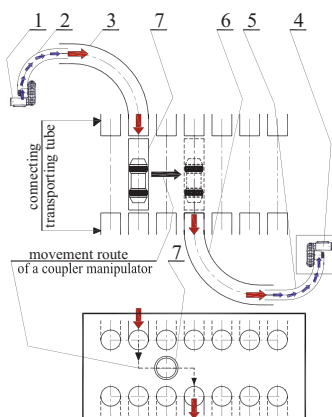 1
2
3
7
6
5
4
connecting
transporting tube
movement route
of a coupler manipulator
7